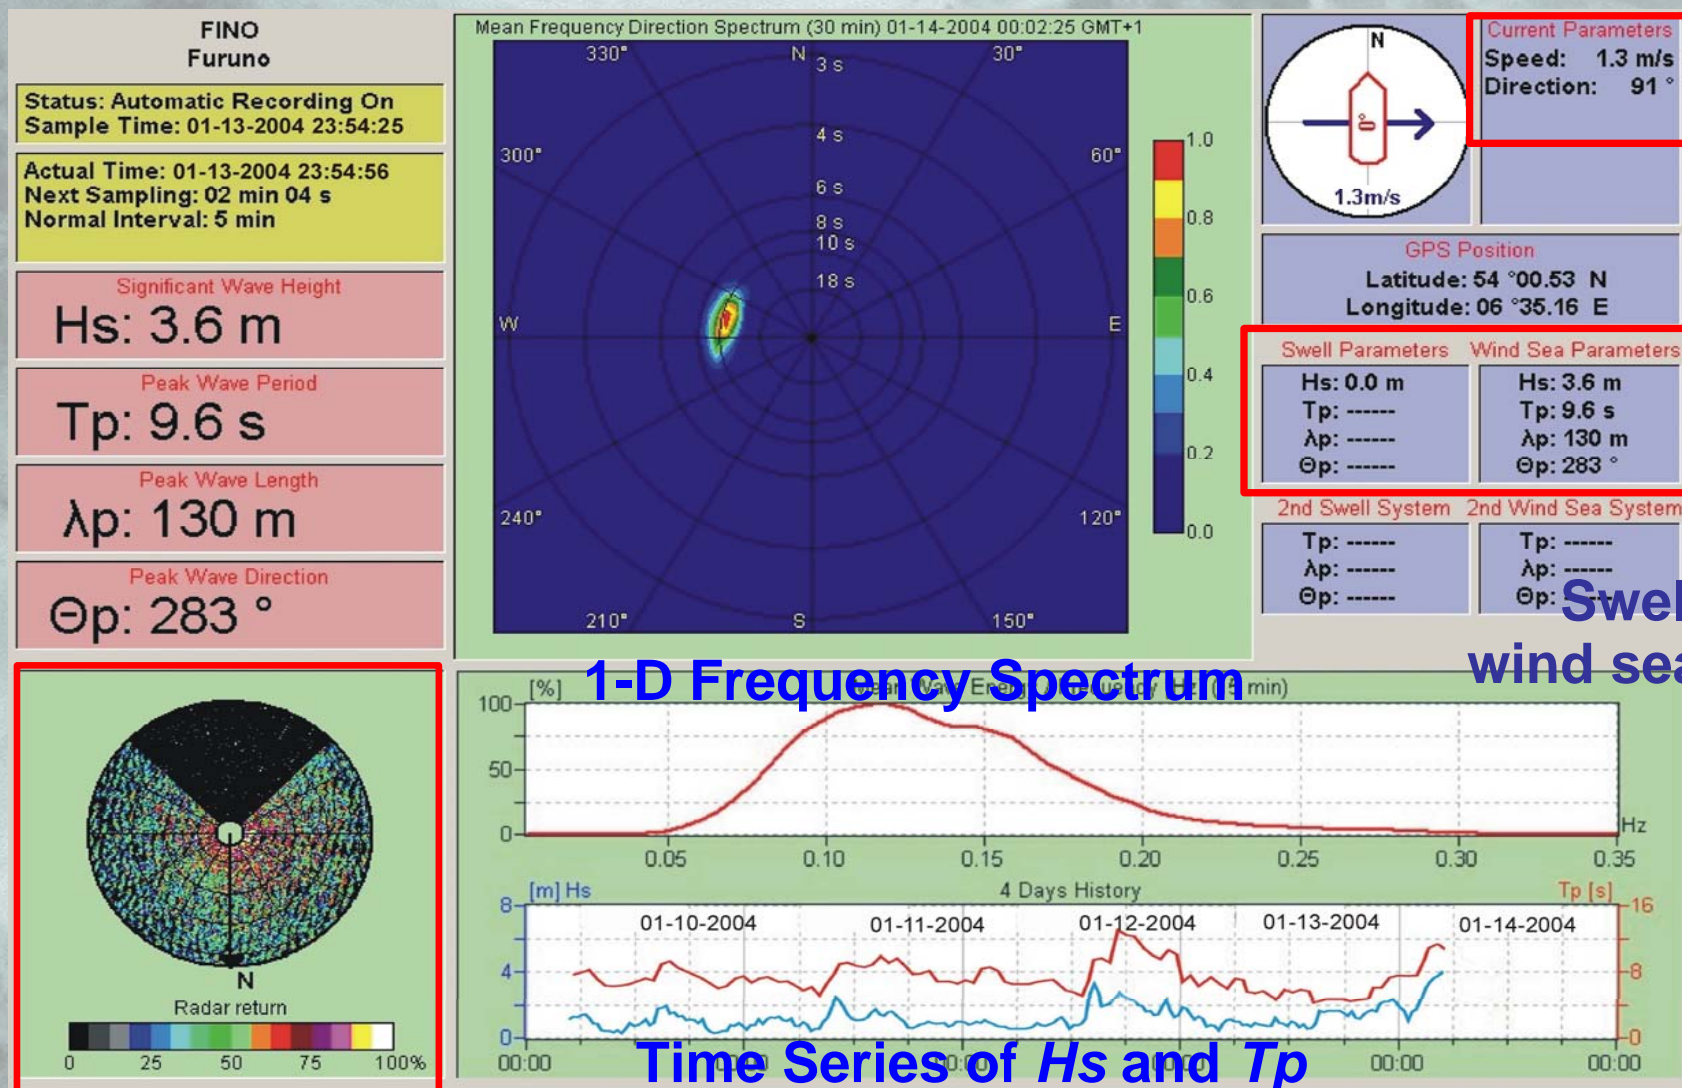 FINO
Furuno
Status: Automatic Recording On
Sample Time: 01-13-2004 23:54:25
Actual Time: 01-13-2004 23:54:56
Next Sampling: 02 min 04 s
Normal Interval: 5 min
Significant Wave Height
Hs: 3.6 m
Peak Wave Period
Tp: 9.6 s
Peak Wave Length
λp: 130 m
Peak Wave Direction
Θp: 283 °
Mean Frequency Direction Spectrum (30 min) 01-14-2004 00:02:25 GMT+1
330° N 30°
3 s
4 s
300° 60°
6 s
8 s
10 s
18 s
W E
240° 120°
210° S 150°
1.0
0.8
0.6
0.4
0.2
0.0
N
1.3m/s
Current Parameters
Speed: 1.3 m/s
Direction: 91 °
GPS Position
Latitude: 54 °00.53 N
Longitude: 06 °35.16 E
Swell Parameters Wind Sea Parameters
Hs: 0.0 m Hs: 3.6 m
Tp: ------ Tp: 9.6 s
λp: ------ λp: 130 m
Θp: ------ Θp: 283 °
2nd Swell System 2nd Wind Sea System
Tp: ------ Tp: ------
λp: ------ λp: ------
Θp: ------ Θp:
Swel
wind sea
N
Radar return
0 25 50 75 100%
1-D Frequency Spectrum
[%] Mean Wave min)
100
50
0
Hz
0.05 0.10 0.15 0.20 0.25 0.30 0.35
[m] Hs 4 Days History Tp [s]
8 16
01-10-2004 01-11-2004 01-12-2004 01-13-2004 01-14-2004
4 8
0 0
00:00 00:00 00:00
Time Series of Hs and Tp